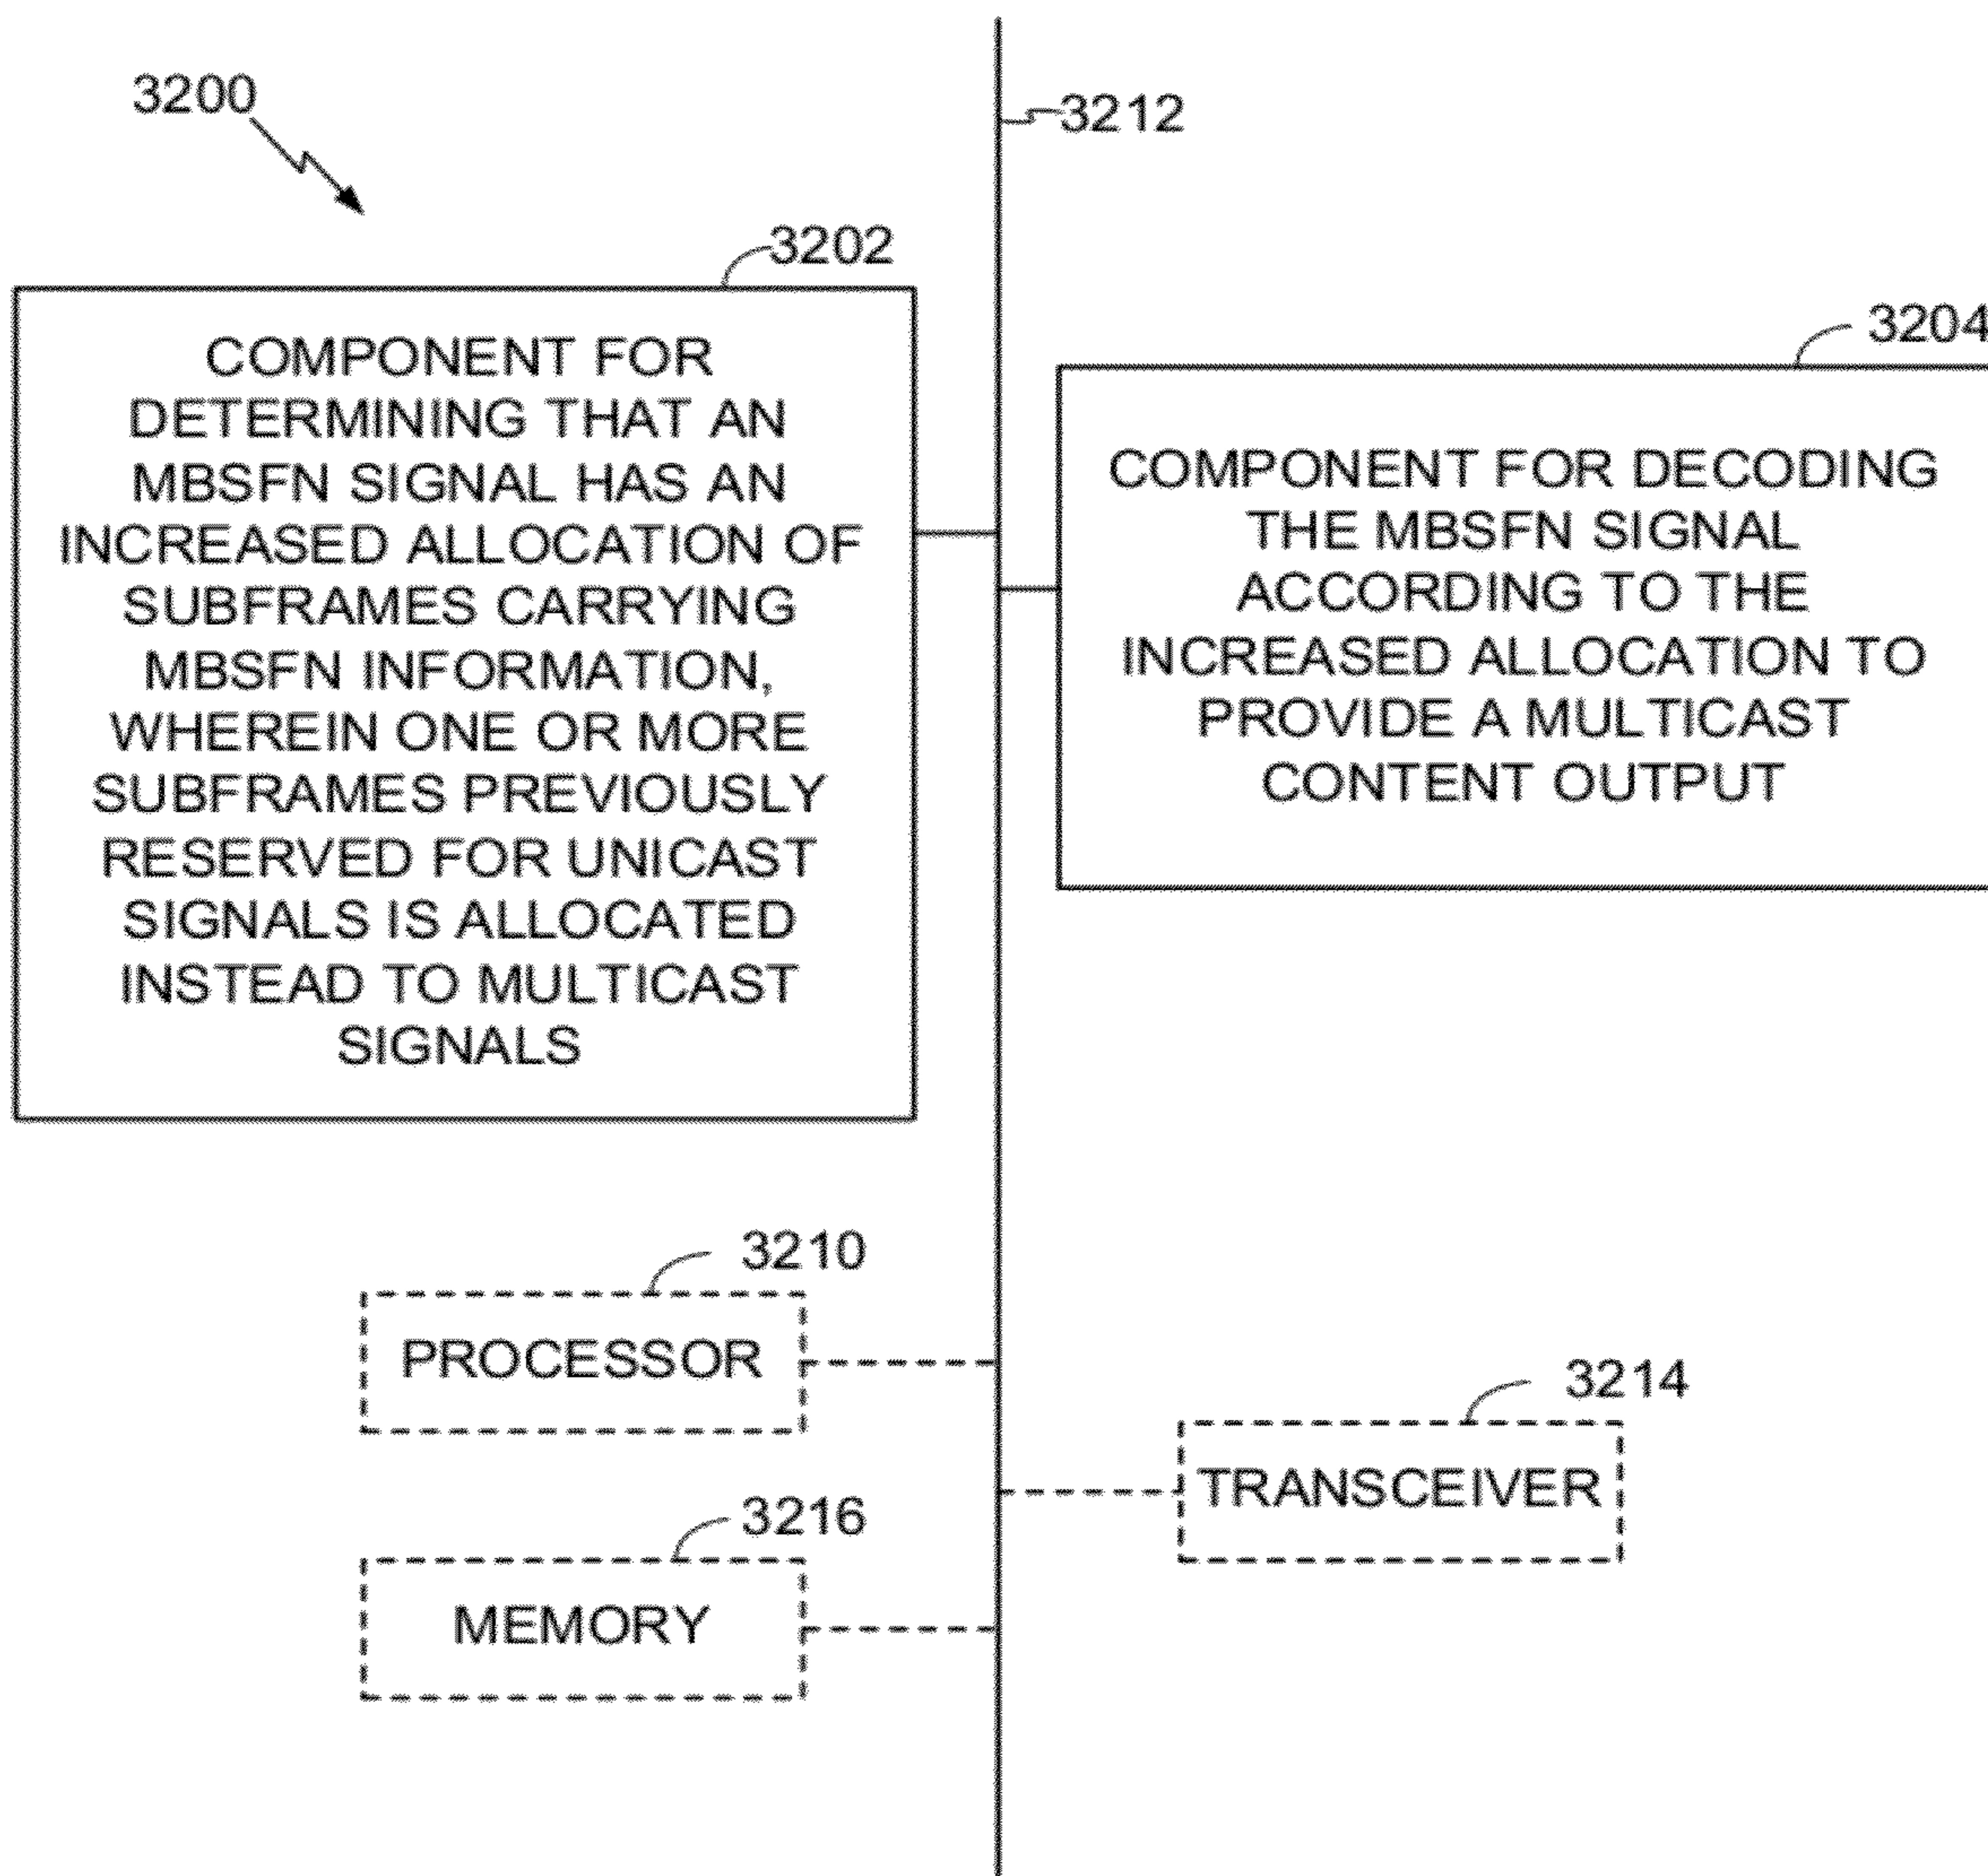 3200
3212
3202
COMPONENT FOR
DETERMINING THAT AN
MBSFN SIGNAL HAS AN
INCREASED ALLOCATION OF
SUBFRAMES CARRYING
MBSFN INFORMATION,
WHEREIN ONE OR MORE
SUBFRAMES PREVIOUSLY
RESERVED FOR UNICAST
SIGNALS IS ALLOCATED
INSTEAD TO MULTICAST
SIGNALS
3204
COMPONENT FOR DECODING
THE MBSFN SIGNAL
ACCORDING TO THE
INCREASED ALLOCATION TO
PROVIDE A MULTICAST
CONTENT OUTPUT
3210
PROCESSOR
3214
TRANSCEIVER
3216
MEMORY